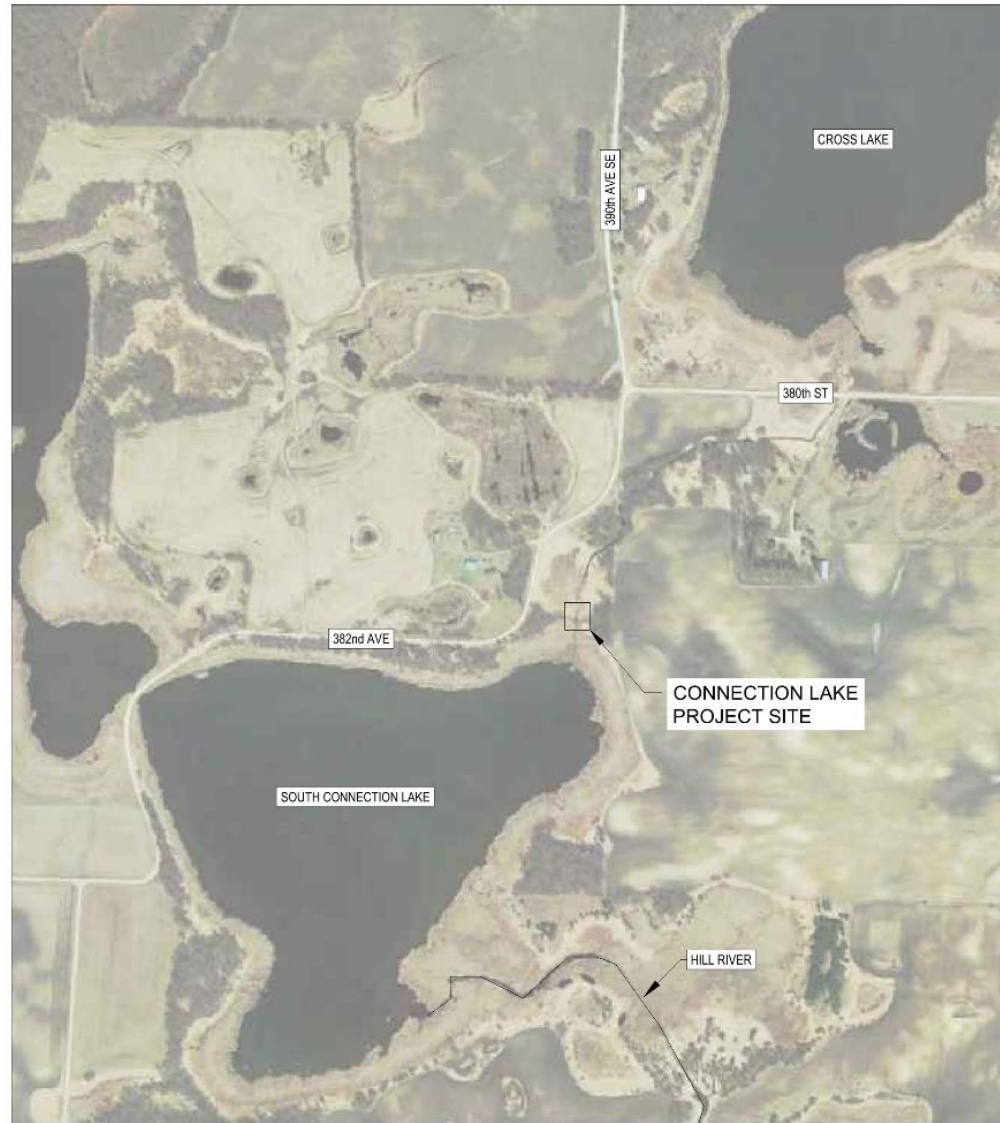 CROSS LAKE
390th AVE SE
380th ST
382nd AVE
CONNECTION LAKE
PROJECT SITE
SOUTH CONNECTION LAKE
HILL RIVER